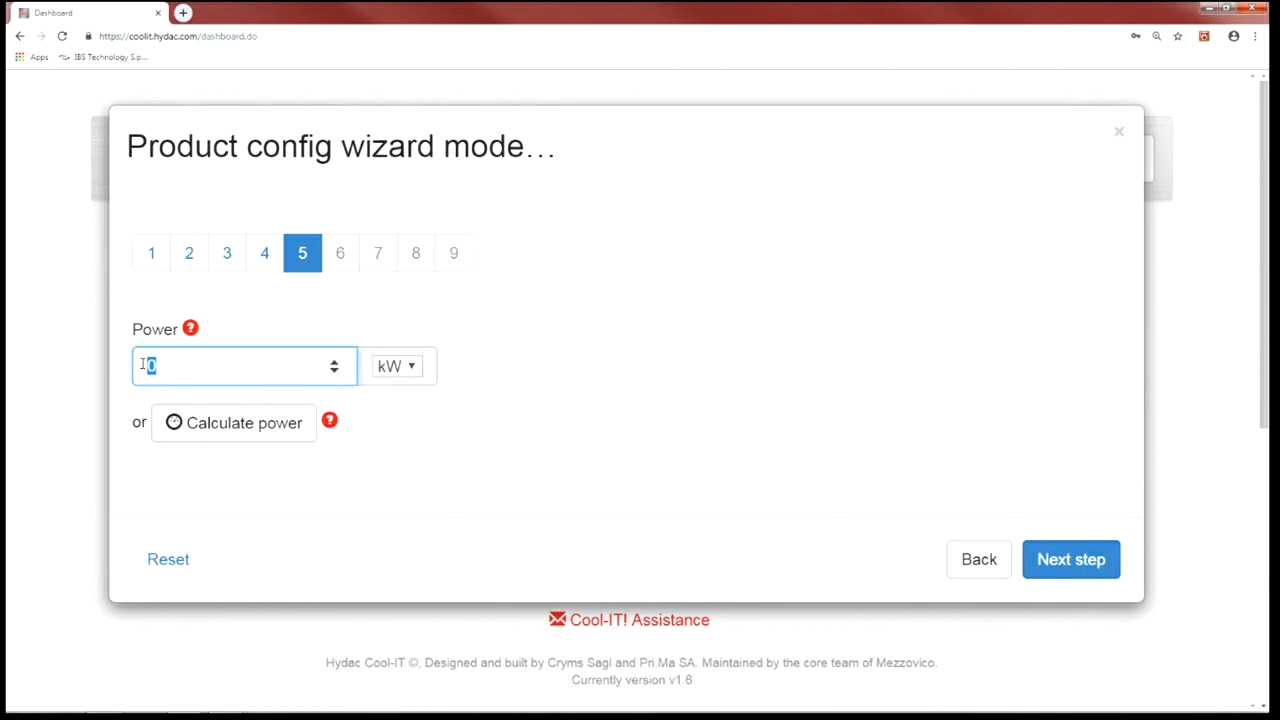 Dashboard
https://coolit.hydac.com/dashboard.do
Apps IBS Technology S.p...
Product config wizard mode...
1 2 3 4 5 6 7 8 9
Power ?
0 kW
or Calculate power ?
Reset Back Next step
Cool-IT! Assistance
Hydac Cool-IT ©, Designed and built by Cryms Sagl and Pri.Ma SA. Maintained by the core team of Mezzovico.
Currently version v1.6